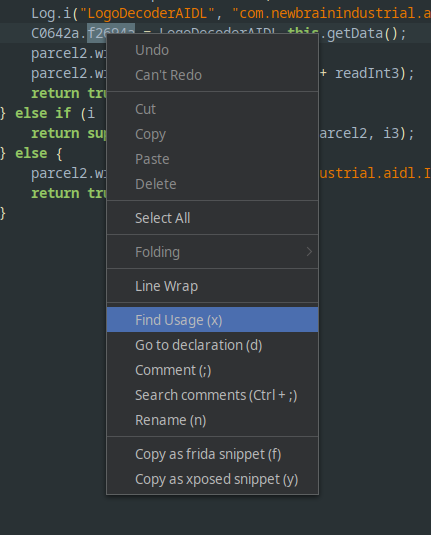 Log.i("LogoDecoderAIDL", "com.newbrainindustrial.a
C0642a.f2694a = LogoDecoderAIDL.this.getData();
parcel2.wi
parcel2.wi + readInt3);
return tru
} else if (i
return sup arcel2, i3);
} else {
parcel2.wi ustrial.aidl.I
return tru
}
Undo
Can't Redo
Cut
Copy
Paste
Delete
Select All
Folding
Line Wrap
Find Usage (x)
Go to declaration (d)
Comment (;)
Search comments (Ctrl + ;)
Rename (n)
Copy as frida snippet (f)
Copy as xposed snippet (y)